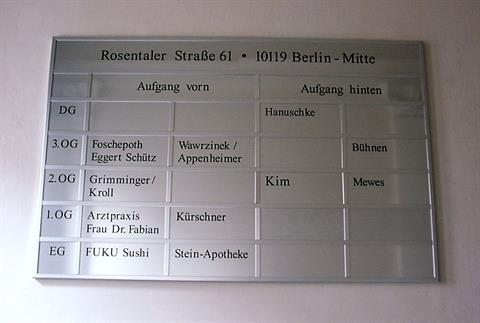 Rosentaler Straße 61 • 10119 Berlin - Mitte
Aufgang vorn Aufgang hinten
DG Hanuschke
3.OG Foschepoth Wawrzinek / Bühnen
Eggert Schütz Appenheimer
2.OG Grimminger/ Kim Mewes
Kroll
1.OG Arztpraxis Kürschner
Frau Dr. Fabian
EG FUKU Sushi Stein-Apotheke